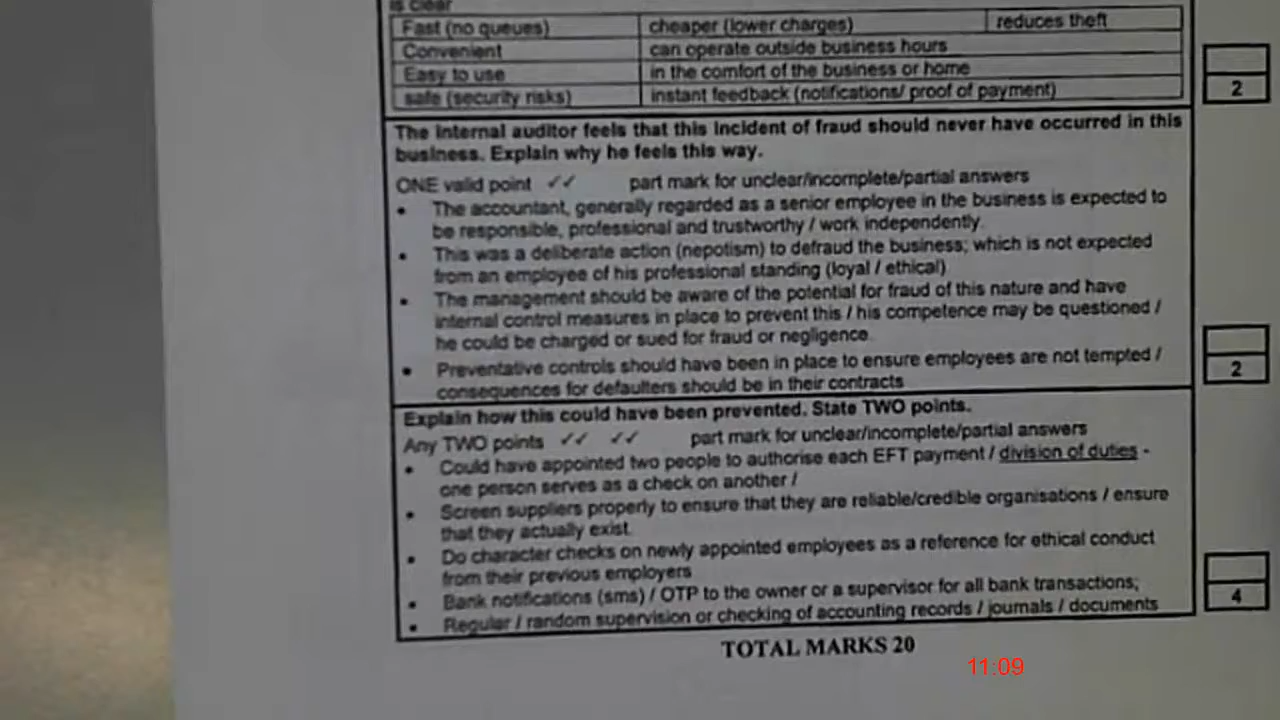 is clear
Fast (no queues) cheaper (lower charges) reduces theft
Convenient can operate outside business hours
Easy to use in the comfort of the business or home
safe (security risks) instant feedback (notifications/ proof of payment)
2
The internal auditor feels that this incident of fraud should never have occurred in this
business. Explain why he feels this way.
ONE valid point ✓✓ part mark for unclear/incomplete/partial answers
• The accountant, generally regarded as a senior employee in the business is expected to
be responsible, professional and trustworthy / work independently.
• This was a deliberate action (nepotism) to defraud the business; which is not expected
from an employee of his professional standing (loyal / ethical)
• The management should be aware of the potential for fraud of this nature and have
internal control measures in place to prevent this / his competence may be questioned /
he could be charged or sued for fraud or negligence.
• Preventative controls should have been in place to ensure employees are not tempted /
consequences for defaulters should be in their contracts
2
Explain how this could have been prevented. State TWO points.
Any TWO points ✓✓ ✓✓ part mark for unclear/incomplete/partial answers
• Could have appointed two people to authorise each EFT payment / division of duties -
one person serves as a check on another /
• Screen suppliers properly to ensure that they are reliable/credible organisations / ensure
that they actually exist.
• Do character checks on newly appointed employees as a reference for ethical conduct
from their previous employers
• Bank notifications (sms) / OTP to the owner or a supervisor for all bank transactions;
• Regular / random supervision or checking of accounting records / journals / documents
4
TOTAL MARKS 20
11:09